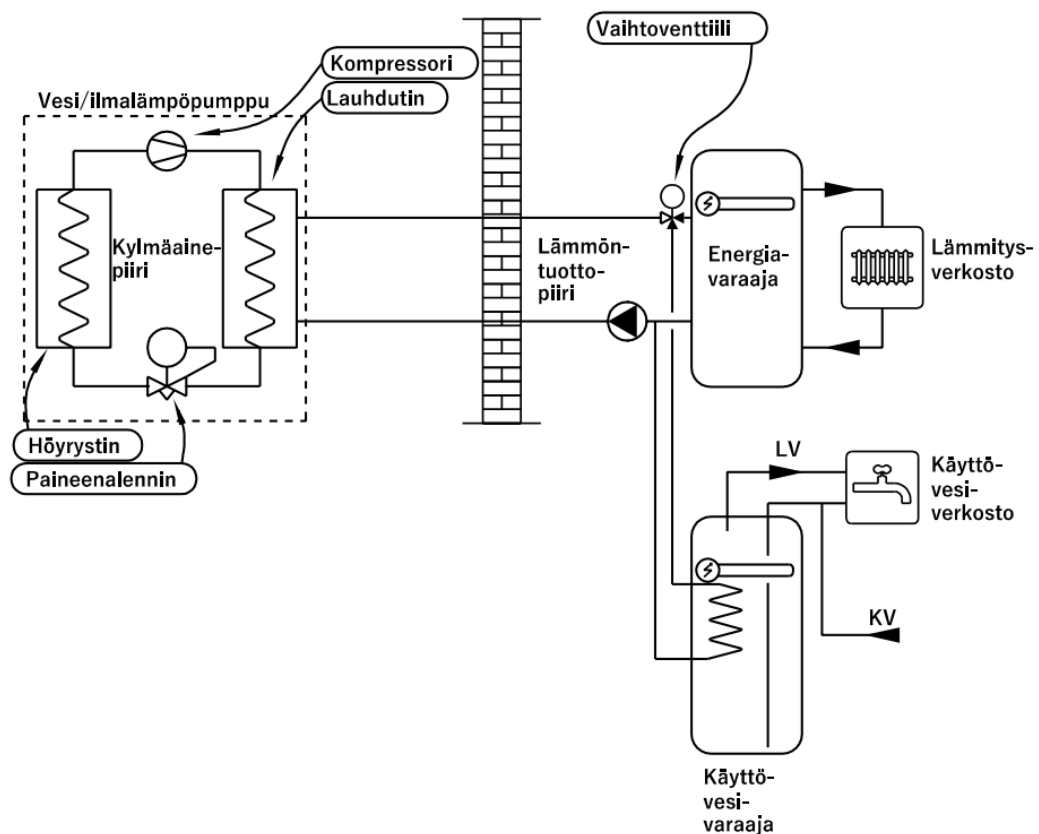 Vaihtoventtiili
Kompressori
Vesi/ilmalämpöpumppu
Lauhdutin
Kylmäaine-
piiri
Lämmön-
tuotto-
piiri
Energia-
varaaja
Lämmitys-
verkosto
Höyrystin
Paineenalennin
LV
Käyttö-
vesi-
verkosto
KV
Käyttö-
vesi-
varaaja